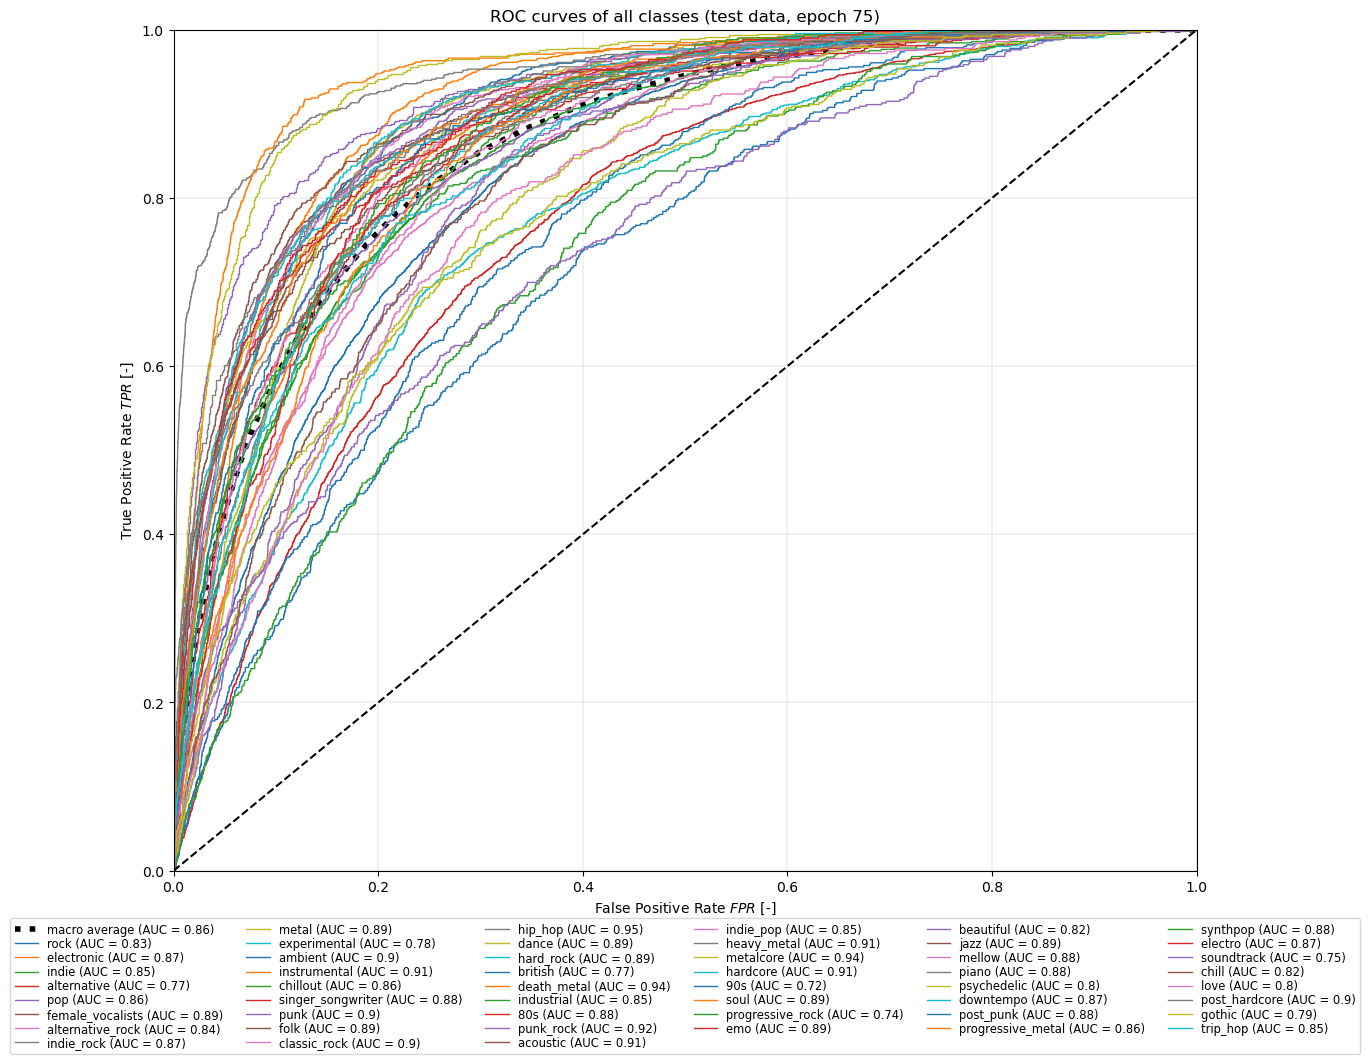 ROC curves of all classes (test data, epoch 75)
1.0
0.8
0.6
0.4
0.2
0.0
True Positive Rate TPR [-]
0.0 0.2 0.4 0.6 0.8 1.0
False Positive Rate FPR [-]
macro average (AUC = 0.86)
rock (AUC = 0.83)
electronic (AUC = 0.87)
indie (AUC = 0.85)
alternative (AUC = 0.77)
pop (AUC = 0.86)
female_vocalists (AUC = 0.89)
alternative_rock (AUC = 0.84)
indie_rock (AUC = 0.87)
metal (AUC = 0.89)
experimental (AUC = 0.78)
ambient (AUC = 0.9)
instrumental (AUC = 0.91)
chillout (AUC = 0.86)
singer_songwriter (AUC = 0.88)
punk (AUC = 0.9)
folk (AUC = 0.89)
classic_rock (AUC = 0.9)
hip_hop (AUC = 0.95)
dance (AUC = 0.89)
hard_rock (AUC = 0.89)
british (AUC = 0.77)
death_metal (AUC = 0.94)
industrial (AUC = 0.85)
80s (AUC = 0.88)
punk_rock (AUC = 0.92)
acoustic (AUC = 0.91)
indie_pop (AUC = 0.85)
heavy_metal (AUC = 0.91)
metalcore (AUC = 0.94)
hardcore (AUC = 0.91)
90s (AUC = 0.72)
soul (AUC = 0.89)
progressive_rock (AUC = 0.74)
emo (AUC = 0.89)
beautiful (AUC = 0.82)
jazz (AUC = 0.89)
mellow (AUC = 0.88)
piano (AUC = 0.88)
psychedelic (AUC = 0.8)
downtempo (AUC = 0.87)
post_punk (AUC = 0.88)
progressive_metal (AUC = 0.86)
synthpop (AUC = 0.88)
electro (AUC = 0.87)
soundtrack (AUC = 0.75)
chill (AUC = 0.82)
love (AUC = 0.8)
post_hardcore (AUC = 0.9)
gothic (AUC = 0.79)
trip_hop (AUC = 0.85)